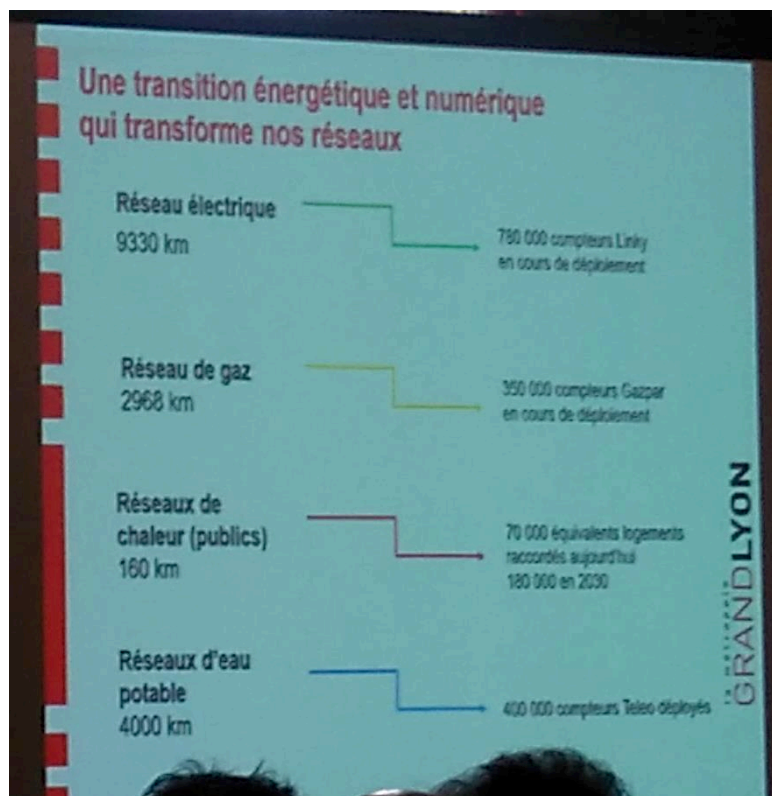 Une transition énergétique et numérique
qui transforme nos réseaux
Réseau électrique
9330 km
780 000 compteurs Linky
en cours de déploiement
Réseau de gaz
2968 km
350 000 compteurs Gazpar
en cours de déploiement
Réseaux de
chaleur (publics)
160 km
70 000 équivalents logements
raccordés aujourd'hui
180 000 en 2030
Réseaux d'eau
potable
4000 km
400 000 compteurs Teleo déployés
la métropole
GRANDLYON